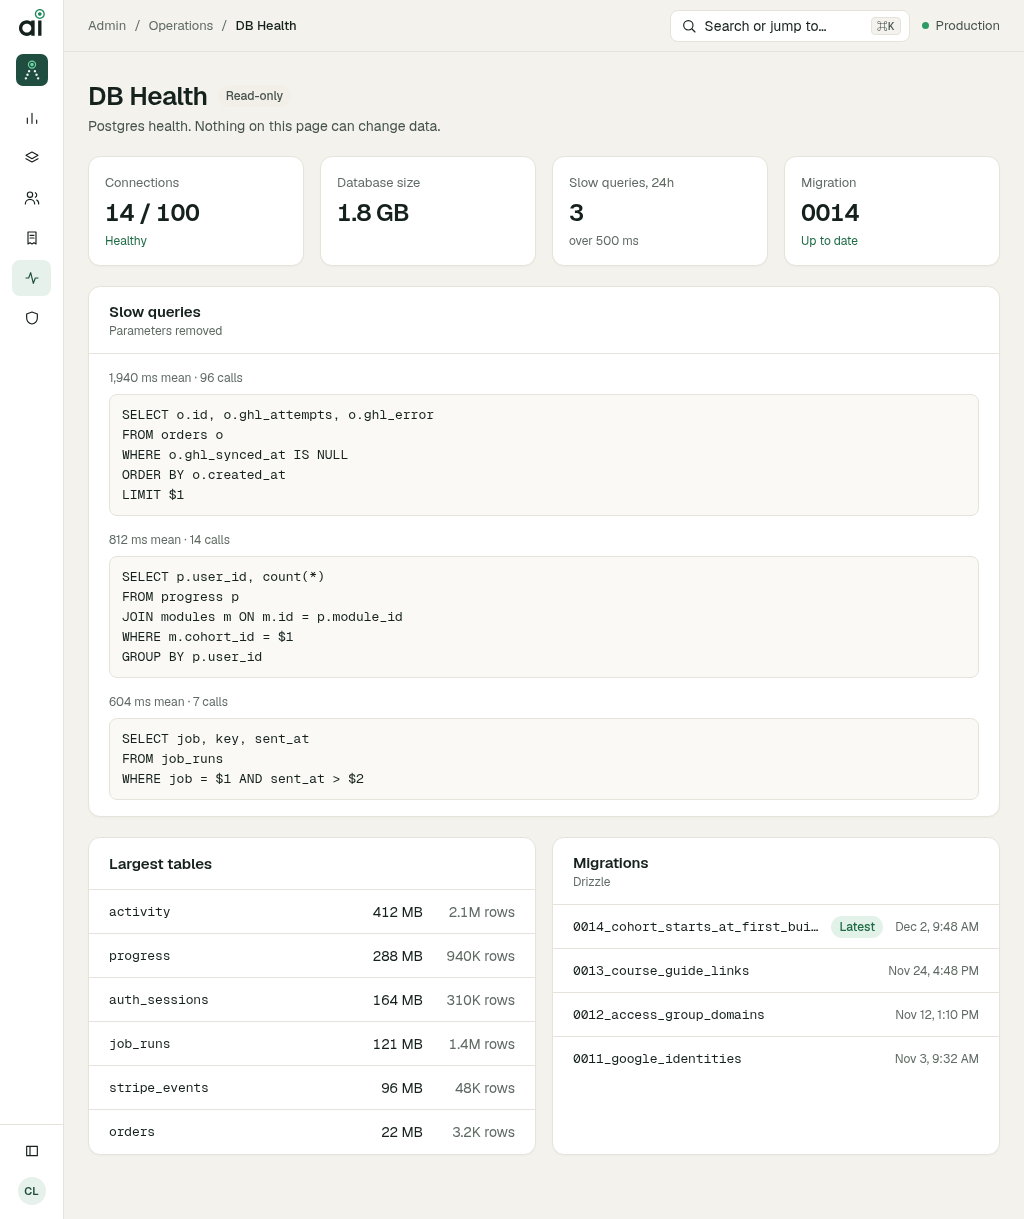 ai
Admin / Operations / DB Health
Search or jump to…
⌘K
Production
DB Health
Read-only
Postgres health. Nothing on this page can change data.
Connections
14 / 100
Healthy
Database size
1.8 GB
Slow queries, 24h
3
over 500 ms
Migration
0014
Up to date
Slow queries
Parameters removed
1,940 ms mean · 96 calls
SELECT o.id, o.ghl_attempts, o.ghl_error
FROM orders o
WHERE o.ghl_synced_at IS NULL
ORDER BY o.created_at
LIMIT $1
812 ms mean · 14 calls
SELECT p.user_id, count(*)
FROM progress p
JOIN modules m ON m.id = p.module_id
WHERE m.cohort_id = $1
GROUP BY p.user_id
604 ms mean · 7 calls
SELECT job, key, sent_at
FROM job_runs
WHERE job = $1 AND sent_at > $2
Largest tables
activity 412 MB 2.1M rows
progress 288 MB 940K rows
auth_sessions 164 MB 310K rows
job_runs 121 MB 1.4M rows
stripe_events 96 MB 48K rows
orders 22 MB 3.2K rows
Migrations
Drizzle
0014_cohort_starts_at_first_bui… Latest Dec 2, 9:48 AM
0013_course_guide_links Nov 24, 4:48 PM
0012_access_group_domains Nov 12, 1:10 PM
0011_google_identities Nov 3, 9:32 AM
CL